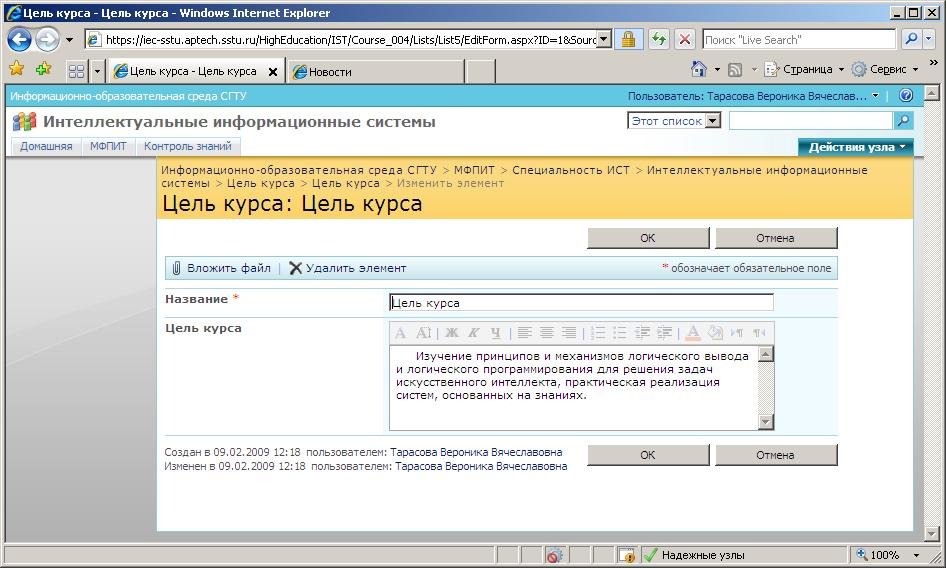 Цель курса - Цель курса - Windows Internet Explorer
https://iec-sstu.aptech.sstu.ru/HighEducation/IST/Course_004/Lists/List5/EditForm.aspx?ID=1&Sourc
Поиск "Live Search"
Цель курса - Цель курса
Новости
Страница
Сервис
Информационно-образовательная среда СГТУ
Пользователь: Тарасова Вероника Вячеслав...
Интеллектуальные информационные системы
Этот список
Домашняя МФПИТ Контроль знаний
Действия узла
Информационно-образовательная среда СГТУ > МФПИТ > Специальность ИСТ > Интеллектуальные информационные
системы > Цель курса > Цель курса > Изменить элемент
Цель курса: Цель курса
ОК Отмена
Вложить файл | Удалить элемент
* обозначает обязательное поле
Название *
Цель курса
Цель курса
A A Ж К Ч A
Изучение принципов и механизмов логического вывода
и логического программирования для решения задач
искусственного интеллекта, практическая реализация
систем, основанных на знаниях.
Создан в 09.02.2009 12:18 пользователем: Тарасова Вероника Вячеславовна
Изменен в 09.02.2009 12:18 пользователем: Тарасова Вероника Вячеславовна
ОК Отмена
Надежные узлы
100%